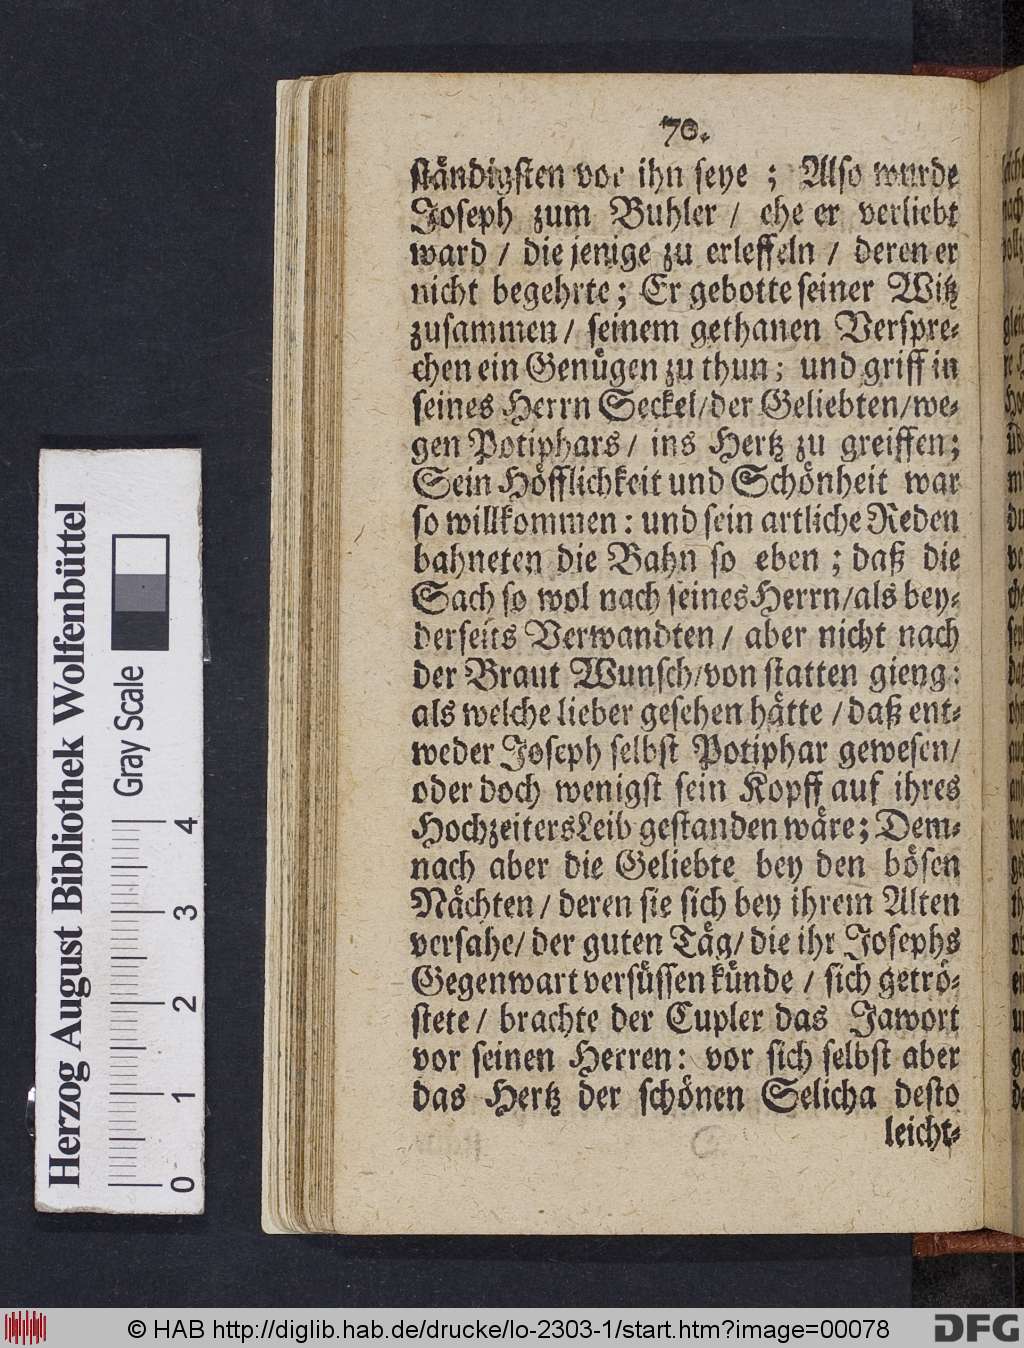 70.
ständigsten vor ihn seye ; Also wurde
Joseph zum Buhler / ehe er verliebt
ward / die jenige zu erleffeln / deren er
nicht begehrte; Er gebotte seiner Witz
zusammen / seinem gethanen Verspre-
chen ein Genügen zu thun; und griff in
seines Herrn Seckel/der Geliebten/we-
gen Potiphars / ins Hertz zu greiffen;
Sein Höfflichkeit und Schönheit war
so willkommen: und sein artliche Reden
bahneten die Bahn so eben ; daß die
Sach so wol nach seines Herrn/als bey-
derseits Verwandten / aber nicht nach
der Braut Wunsch/von statten gieng:
als welche lieber gesehen hätte / daß ent-
weder Joseph selbst Potiphar gewesen/
oder doch wenigst sein Kopff auf ihres
Hochzeiters Leib gestanden wäre; Dem-
nach aber die Geliebte bey den bösen
Nächten / deren sie sich bey ihrem Alten
versahe/ der guten Täg/ die ihr Josephs
Gegenwart versüssen künde / sich getrö-
stete / brachte der Cupler das Jawort
vor seinen Herren: vor sich selbst aber
das Hertz der schönen Selicha desto
leicht-
Herzog August Bibliothek Wolfenbüttel
Gray Scale
0 1 2 3 4
© HAB http://diglib.hab.de/drucke/lo-2303-1/start.htm?image=00078
DFG